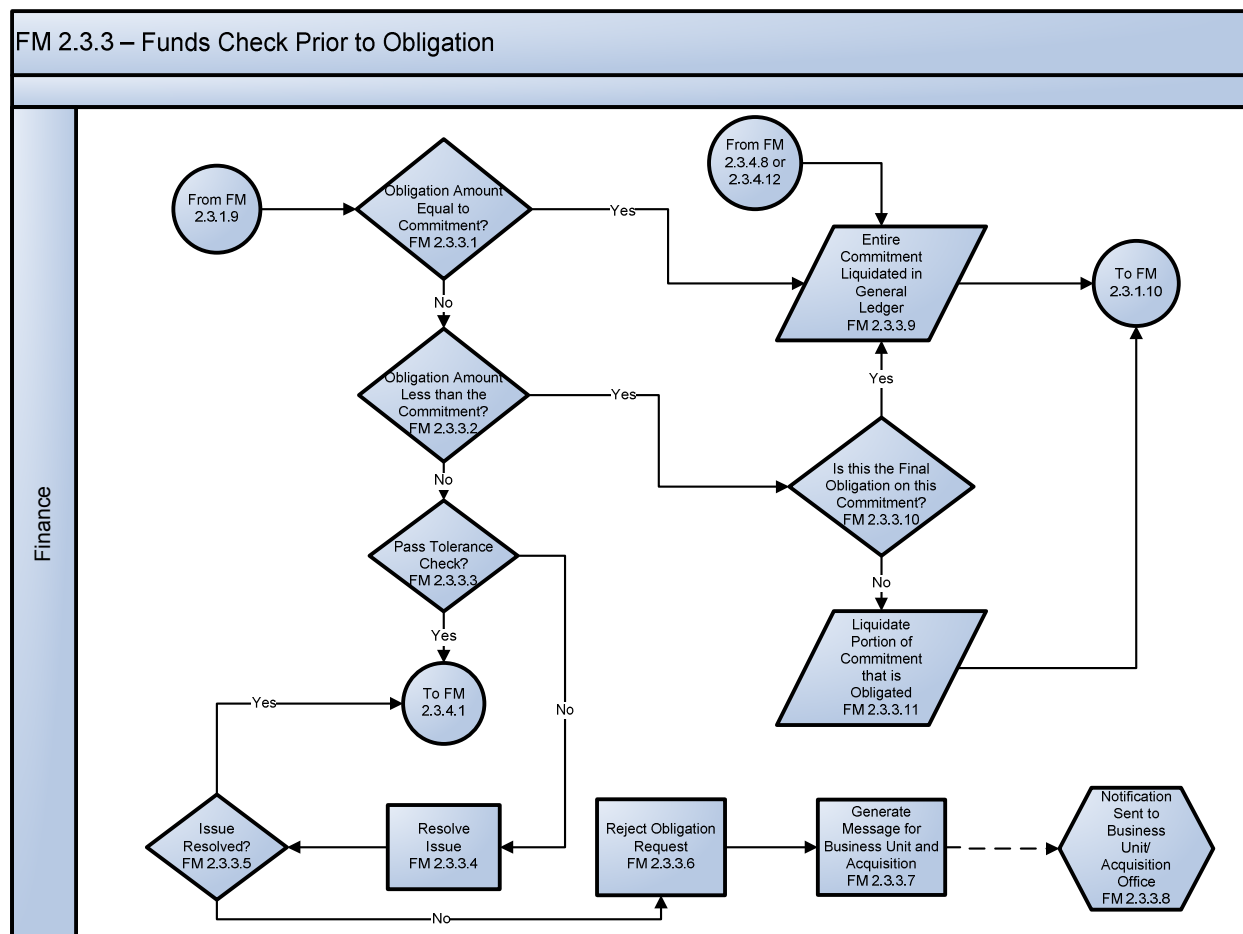 FM 2.3.3 – Funds Check Prior to Obligation
Finance
From FM
2.3.1.9
Obligation Amount
Equal to
Commitment?
FM 2.3.3.1
Yes
From FM
2.3.4.8 or
2.3.4.12
Entire
Commitment
Liquidated in
General
Ledger
FM 2.3.3.9
To FM
2.3.1.10
No
Obligation Amount
Less than the
Commitment?
FM 2.3.3.2
Yes
Yes
Is this the Final
Obligation on this
Commitment?
FM 2.3.3.10
No
Pass Tolerance
Check?
FM 2.3.3.3
No
Liquidate
Portion of
Commitment
that is
Obligated
FM 2.3.3.11
Yes
To FM
2.3.4.1
Yes
No
Issue
Resolved?
FM 2.3.3.5
Resolve
Issue
FM 2.3.3.4
Reject Obligation
Request
FM 2.3.3.6
Generate
Message for
Business Unit and
Acquisition
FM 2.3.3.7
Notification
Sent to
Business
Unit/
Acquisition
Office
FM 2.3.3.8
No